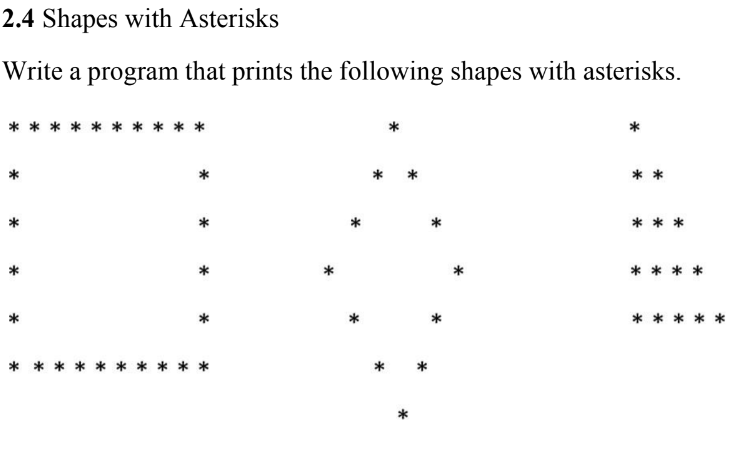 2.4 Shapes with Asterisks
Write a program that prints the following shapes with asterisks.
* * * * * * * * * * * *
* * * * * *
* * * * * * *
* * * * * * * *
* * * * * * * * *
* * * * * * * * * * * *
*